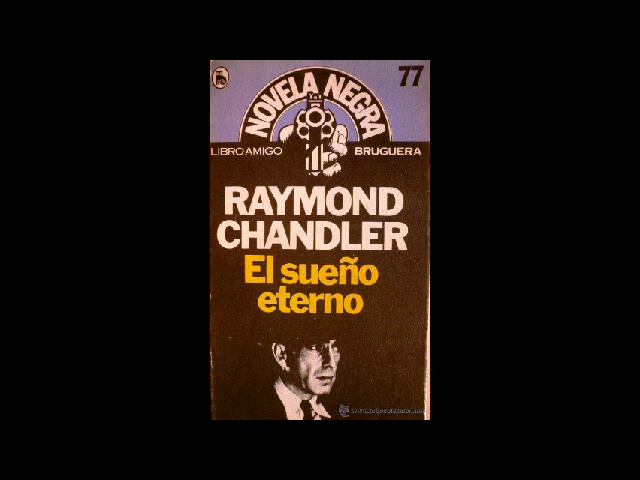 77
NOVELA NEGRA
LIBRO AMIGO BRUGUERA
RAYMOND
CHANDLER
El sueño
eterno